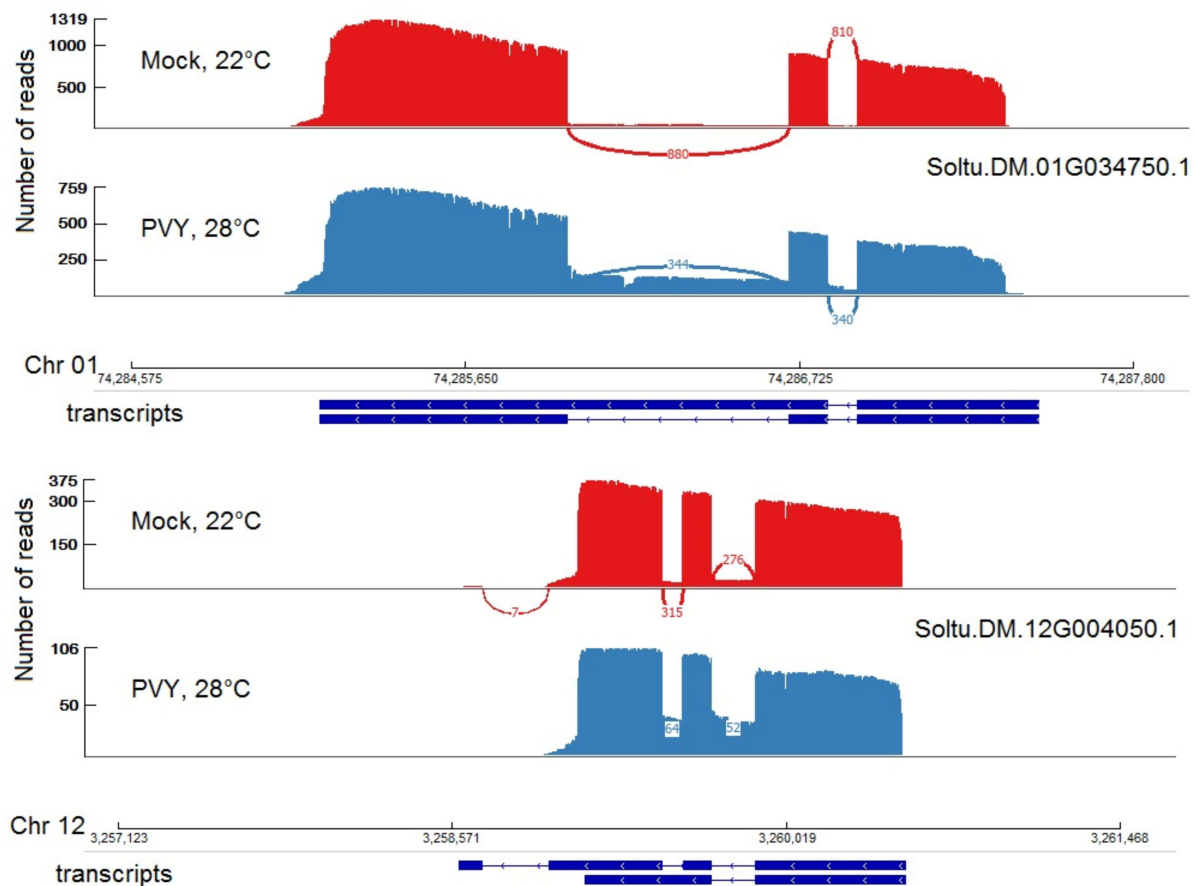 1319
1000
500
Number of reads
Mock, 22°C
810
880
Soltu.DM.01G034750.1
759
500
250
PVY, 28°C
344
340
Chr 01
74,284,575 74,285,650 74,286,725 74,287,800
transcripts
375
300
150
Number of reads
Mock, 22°C
276
7
315
Soltu.DM.12G004050.1
106
50
PVY, 28°C
64
52
Chr 12
3,257,123 3,258,571 3,260,019 3,261,468
transcripts